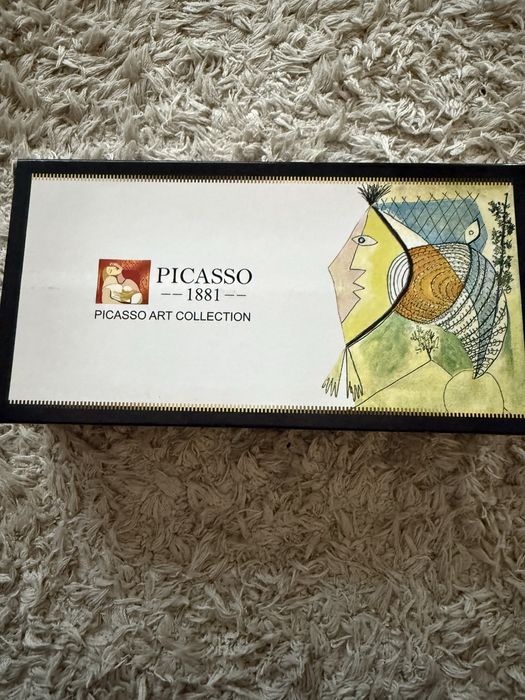 PICASSO
— 1881 —
PICASSO ART COLLECTION